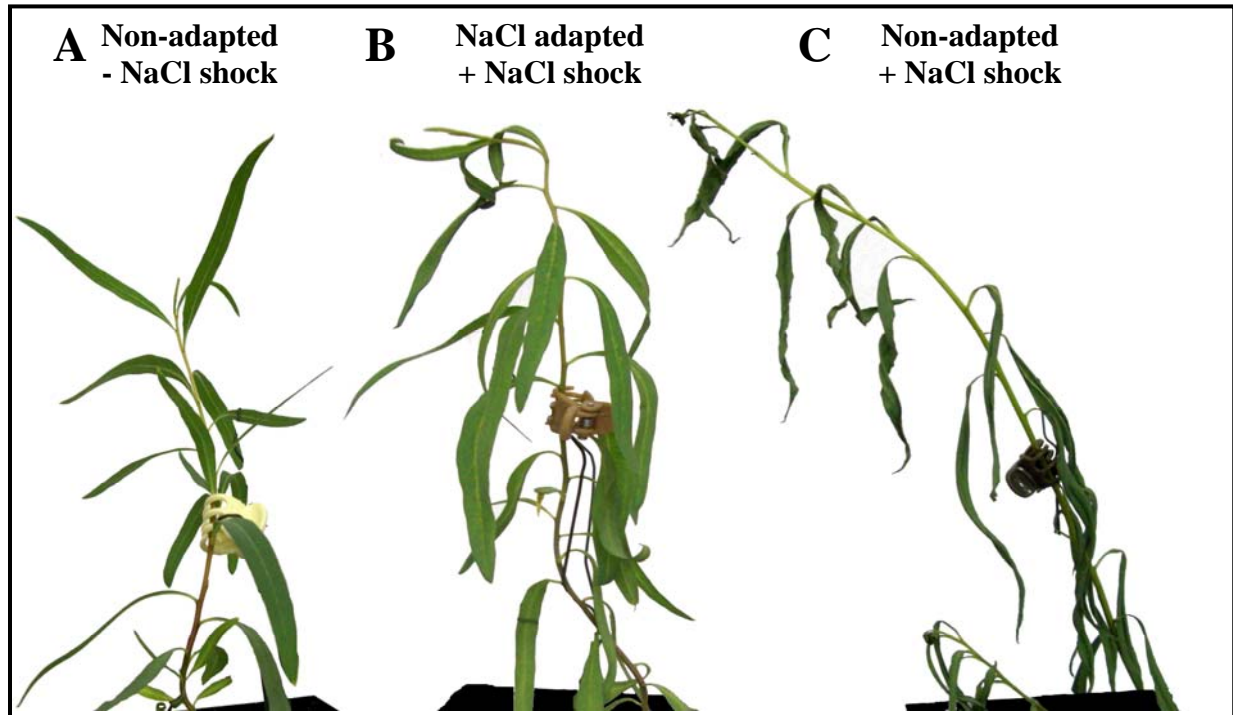 A
Non-adapted
- NaCl shock
B
NaCl adapted
+ NaCl shock
C
Non-adapted
+ NaCl shock